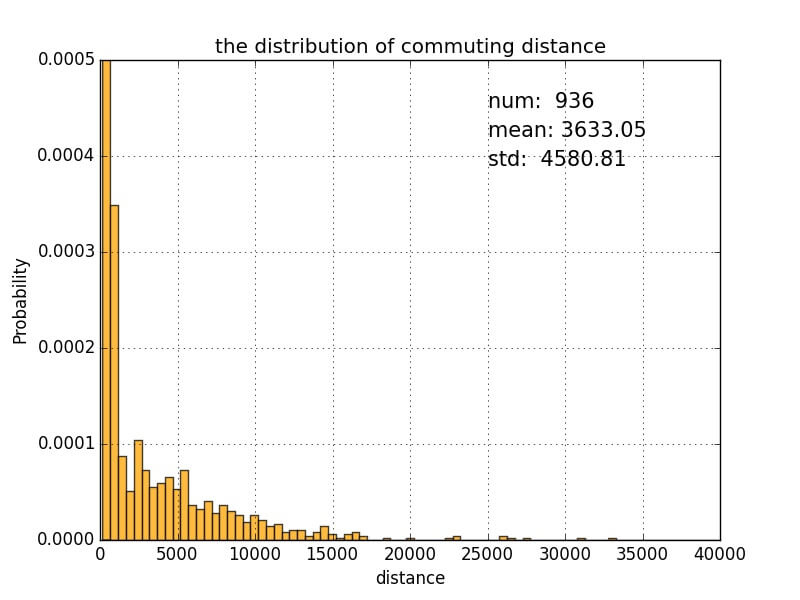 the distribution of commuting distance
0.0005
0.0004
0.0003
0.0002
0.0001
0.0000
Probability
num: 936
mean: 3633.05
std: 4580.81
0 5000 10000 15000 20000 25000 30000 35000 40000
distance